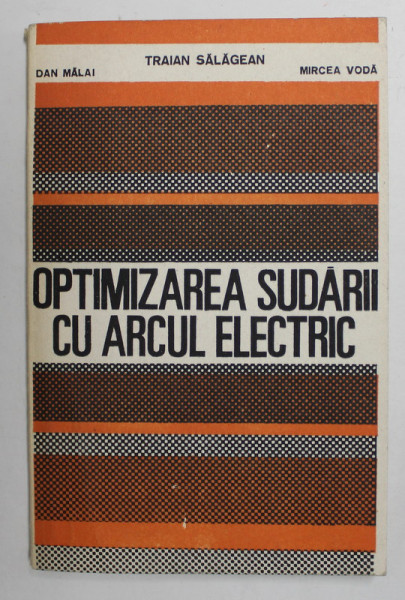 TRAIAN SĂLĂGEAN
DAN MĂLAI
MIRCEA VODĂ
OPTIMIZAREA SUDĂRII
CU ARCUL ELECTRIC